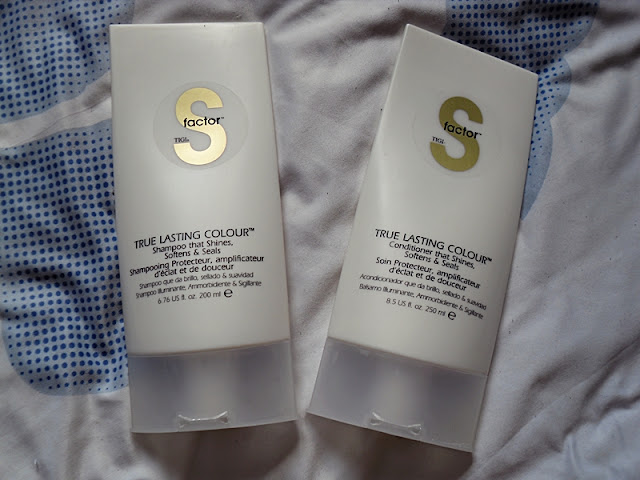 S
factor™
TIGI
TRUE LASTING COLOUR™
Shampoo that Shines,
Softens & Seals
Shampooing Protecteur, amplificateur
d'éclat et de douceur
Shampoo que da brillo, sellado & suavidad
Shampoo Illuminante, Ammorbidente & Sigillante
6.76 US fl. oz. 200 ml ℮
S
factor™
TIGI
TRUE LASTING COLOUR™
Conditioner that Shines,
Softens & Seals
Soin Protecteur, amplificateur
d'éclat et de douceur
Acondicionador que da brillo, sellado & suavidad
Balsamo Illuminante, Ammorbidente & Sigillante
8.5 US fl. oz. 250 ml ℮